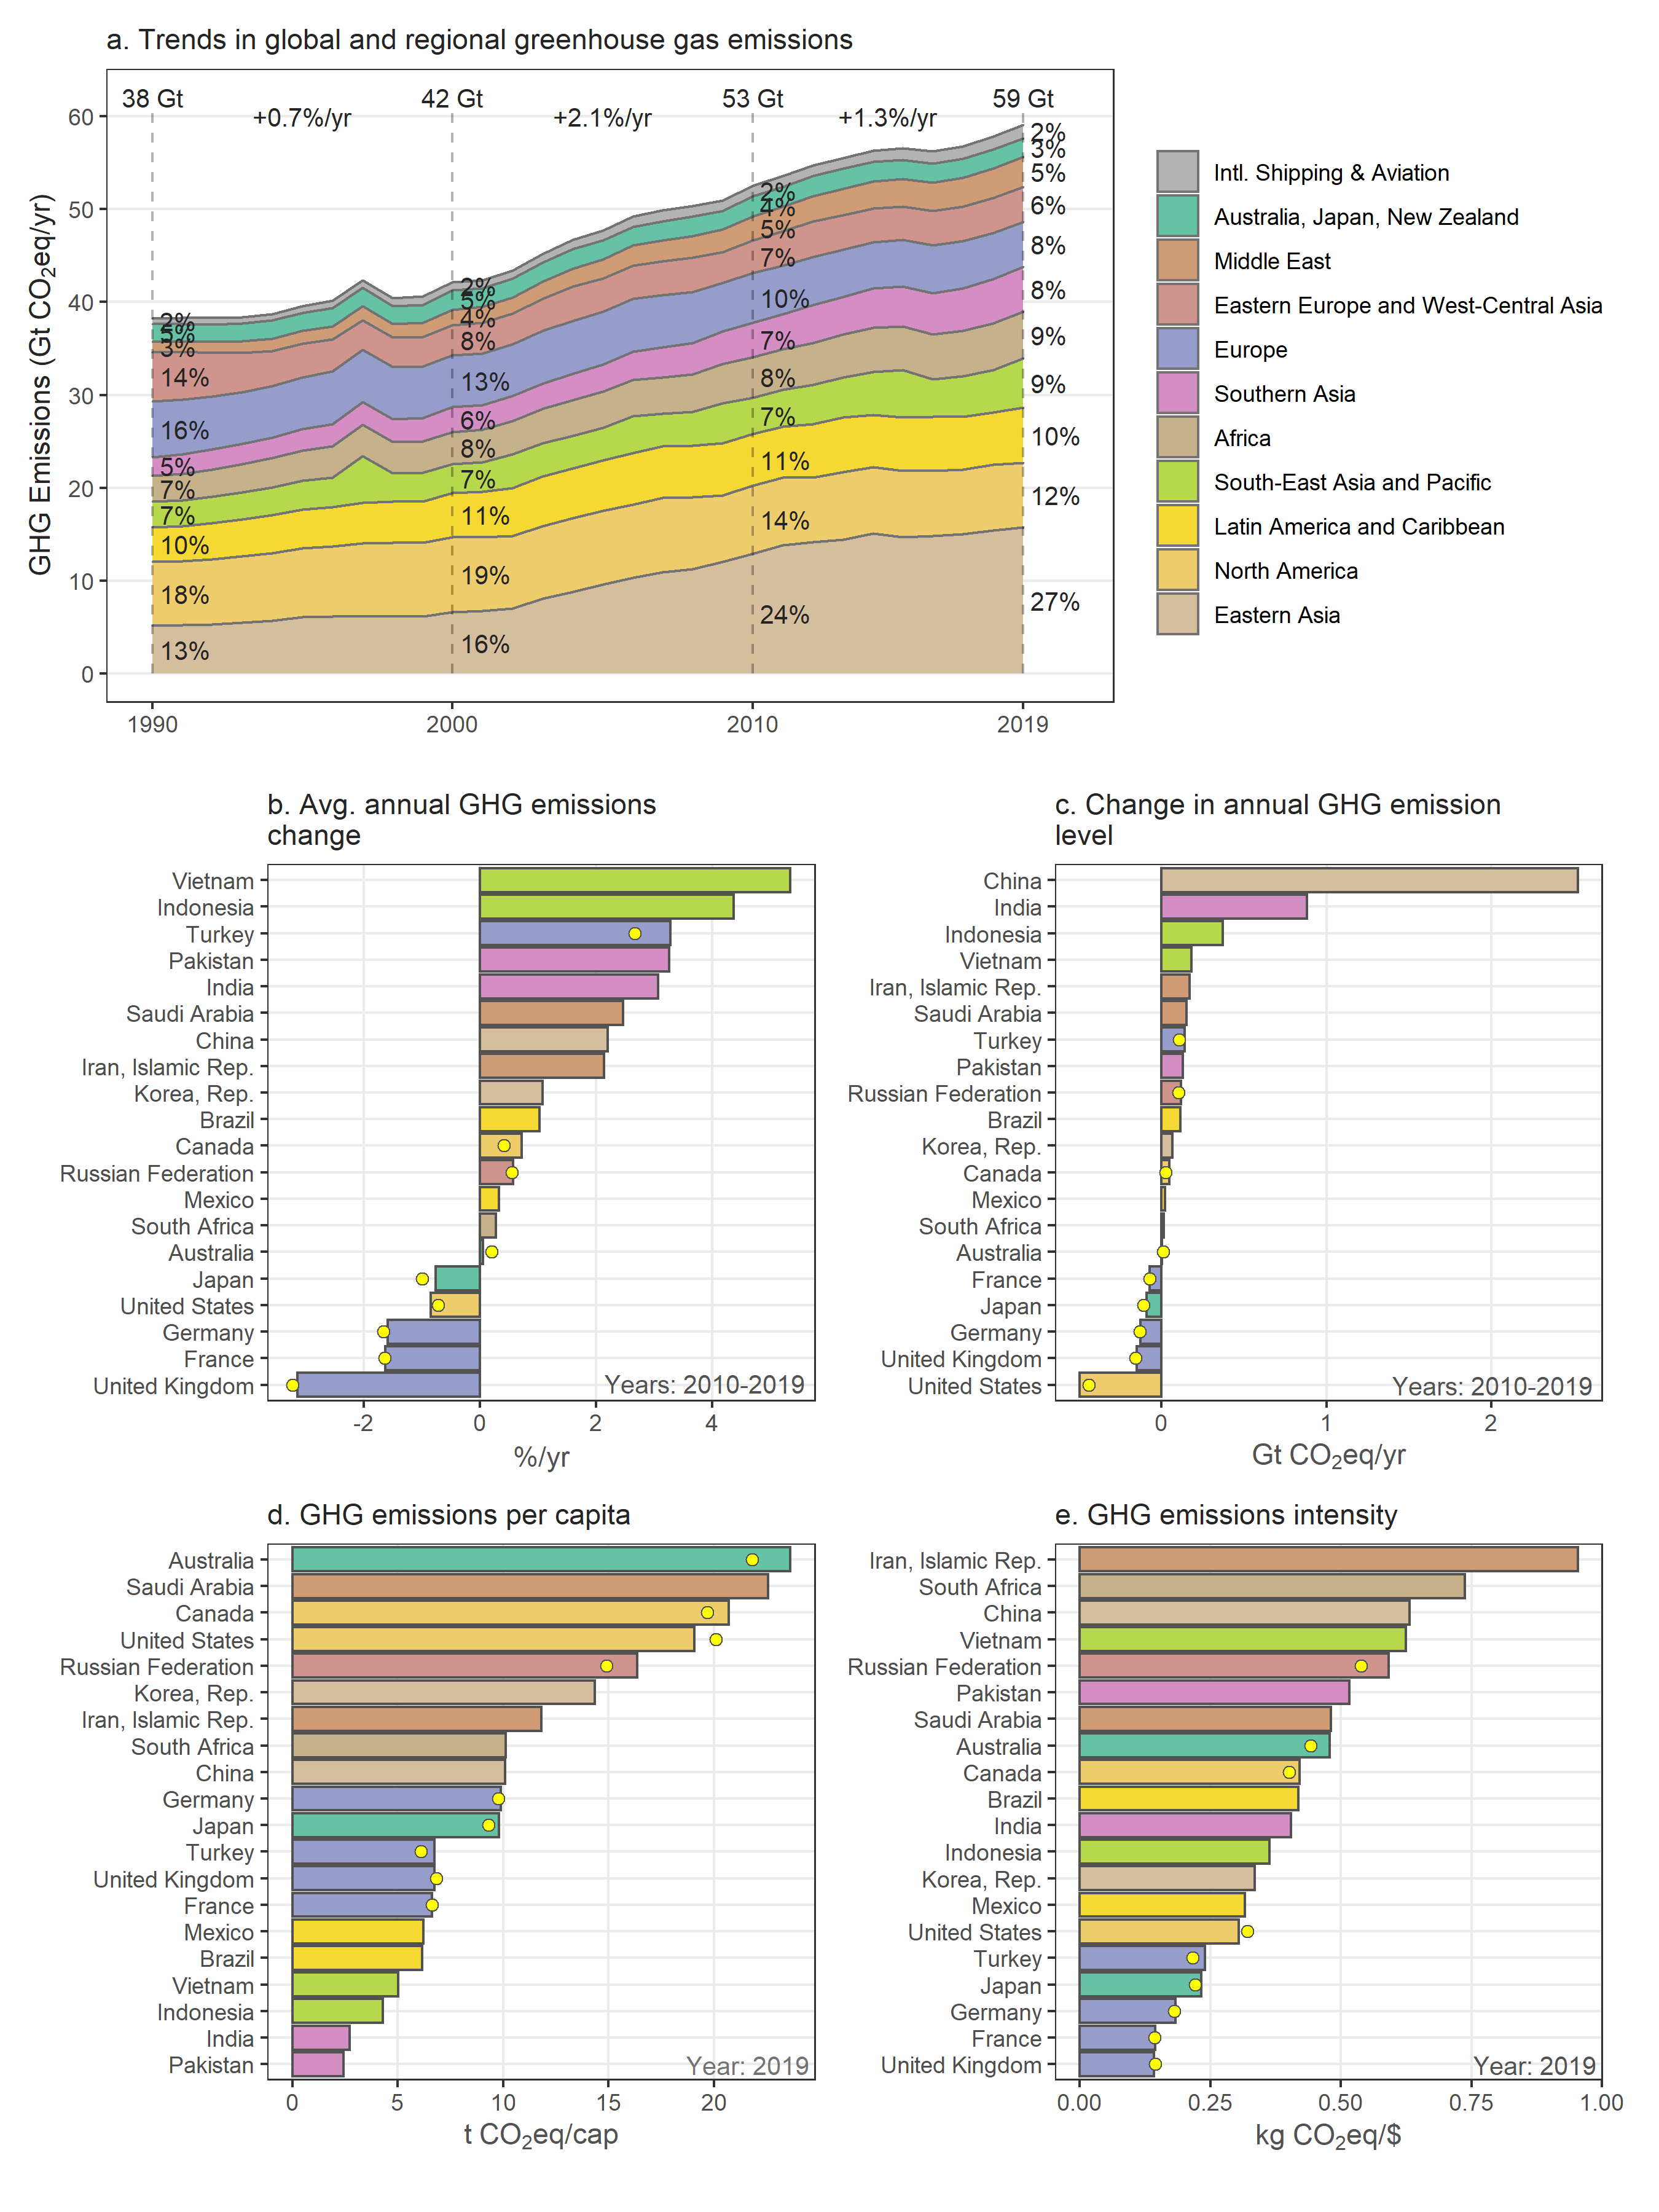 a. Trends in global and regional greenhouse gas emissions
38 Gt
42 Gt
53 Gt
59 Gt
+0.7%/yr
+2.1%/yr
+1.3%/yr
GHG Emissions (Gt CO₂eq/yr)
60
50
40
30
20
10
0
2%
5%
3%
14%
16%
5%
7%
7%
10%
18%
13%
2%
5%
4%
8%
13%
6%
8%
7%
11%
19%
16%
2%
4%
5%
7%
10%
7%
8%
7%
11%
14%
24%
2%
3%
5%
6%
8%
8%
9%
9%
10%
12%
27%
1990
2000
2010
2019
Intl. Shipping & Aviation
Australia, Japan, New Zealand
Middle East
Eastern Europe and West-Central Asia
Europe
Southern Asia
Africa
South-East Asia and Pacific
Latin America and Caribbean
North America
Eastern Asia
b. Avg. annual GHG emissions
change
Vietnam
Indonesia
Turkey
Pakistan
India
Saudi Arabia
China
Iran, Islamic Rep.
Korea, Rep.
Brazil
Canada
Russian Federation
Mexico
South Africa
Australia
Japan
United States
Germany
France
United Kingdom
Years: 2010-2019
-2
0
2
4
%/yr
c. Change in annual GHG emission
level
China
India
Indonesia
Vietnam
Iran, Islamic Rep.
Saudi Arabia
Turkey
Pakistan
Russian Federation
Brazil
Korea, Rep.
Canada
Mexico
South Africa
Australia
France
Japan
Germany
United Kingdom
United States
Years: 2010-2019
0
1
2
Gt CO₂eq/yr
d. GHG emissions per capita
Australia
Saudi Arabia
Canada
United States
Russian Federation
Korea, Rep.
Iran, Islamic Rep.
South Africa
China
Germany
Japan
Turkey
United Kingdom
France
Mexico
Brazil
Vietnam
Indonesia
India
Pakistan
Year: 2019
0
5
10
15
20
t CO₂eq/cap
e. GHG emissions intensity
Iran, Islamic Rep.
South Africa
China
Vietnam
Russian Federation
Pakistan
Saudi Arabia
Australia
Canada
Brazil
India
Indonesia
Korea, Rep.
Mexico
United States
Turkey
Japan
Germany
France
United Kingdom
Year: 2019
0.00
0.25
0.50
0.75
1.00
kg CO₂eq/$